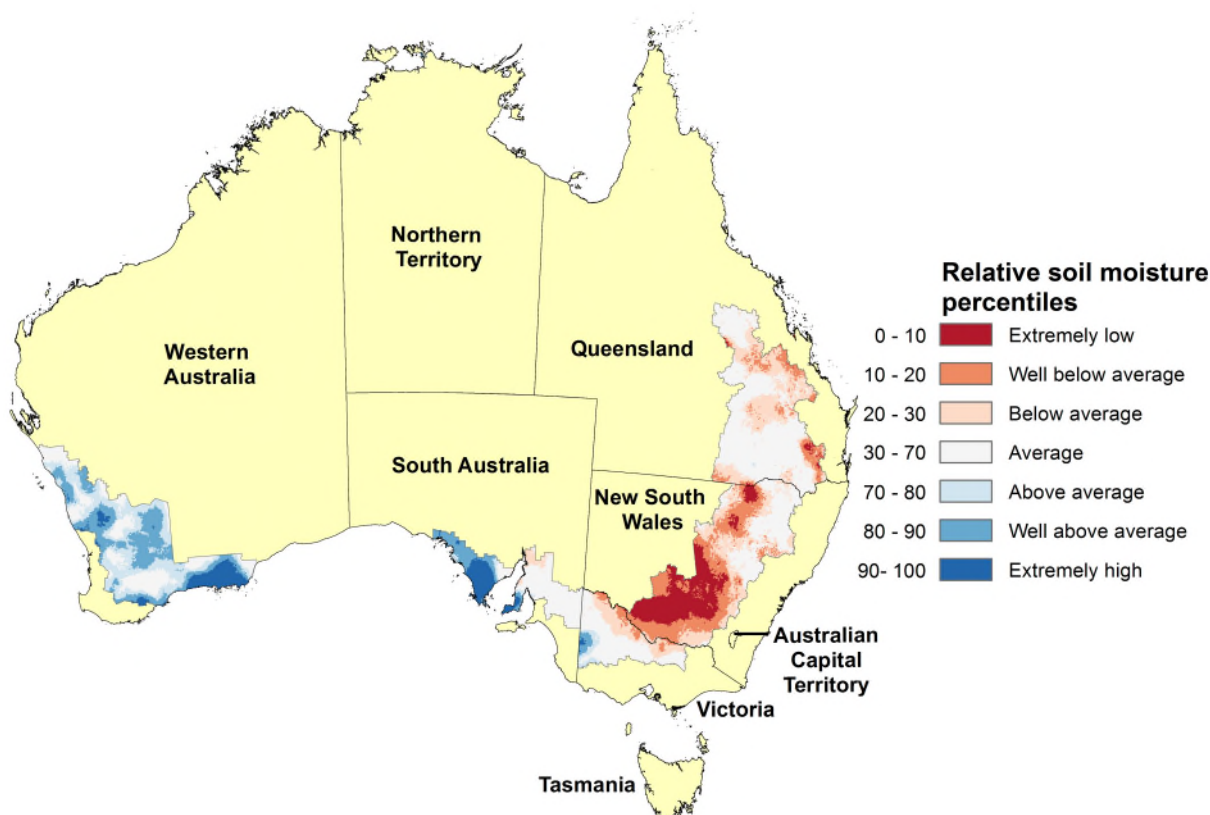 Northern
Territory
Western
Australia
Queensland
South Australia
New South
Wales
Australian
Capital
Territory
Victoria
Tasmania
Relative soil moisture
percentiles
0 - 10 Extremely low
10 - 20 Well below average
20 - 30 Below average
30 - 70 Average
70 - 80 Above average
80 - 90 Well above average
90- 100 Extremely high